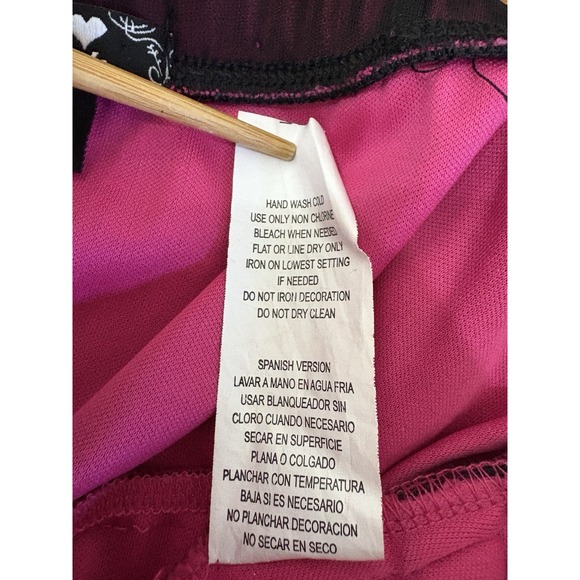 HAND WASH COLD
USE ONLY NON CHLORINE
BLEACH WHEN NEEDED
FLAT OR LINE DRY ONLY
IRON ON LOWEST SETTING
IF NEEDED
DO NOT IRON DECORATION
DO NOT DRY CLEAN
SPANISH VERSION
LAVAR A MANO EN AGUA FRIA
USAR BLANQUEADOR SIN
CLORO CUANDO NECESARIO
SECAR EN SUPERFICIE
PLANA O COLGADO
PLANCHAR CON TEMPERATURA
BAJA SI ES NECESARIO
NO PLANCHAR DECORACION
NO SECAR EN SECO